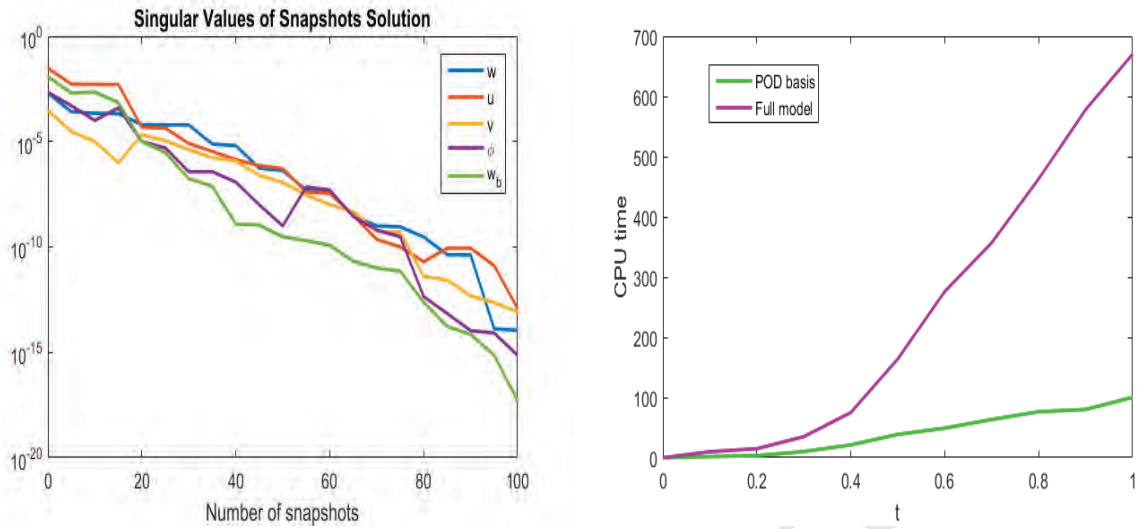 Singular Values of Snapshots Solution
10^0
10^-5
10^-10
10^-15
10^-20
w
u
v
ϕ
w_b
0
20
40
60
80
100
Number of snapshots
CPU time
700
600
500
400
300
200
100
0
POD basis
Full model
0
0.2
0.4
0.6
0.8
1
t